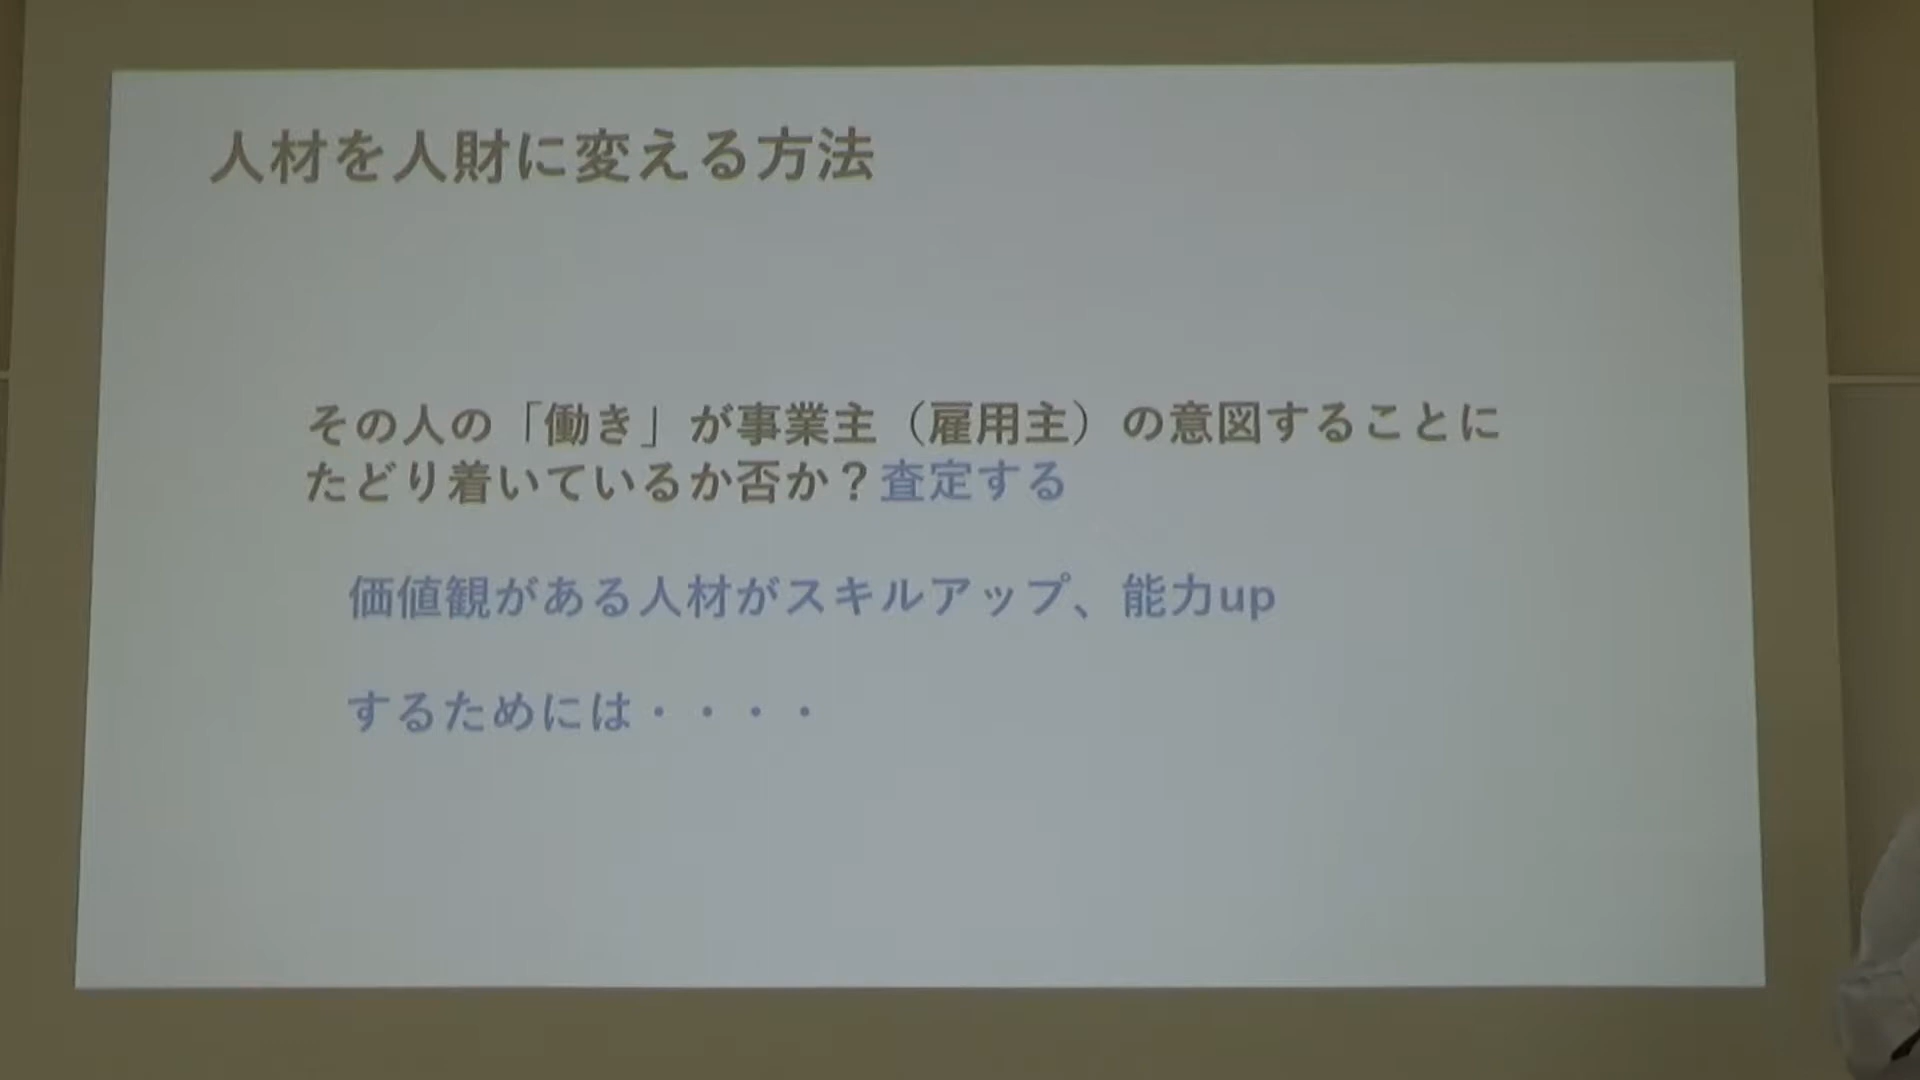 人材を人財に変える方法
その人の「働き」が事業主（雇用主）の意図することに
たどり着いているか否か？査定する
価値観がある人材がスキルアップ、能力up
するためには・・・・